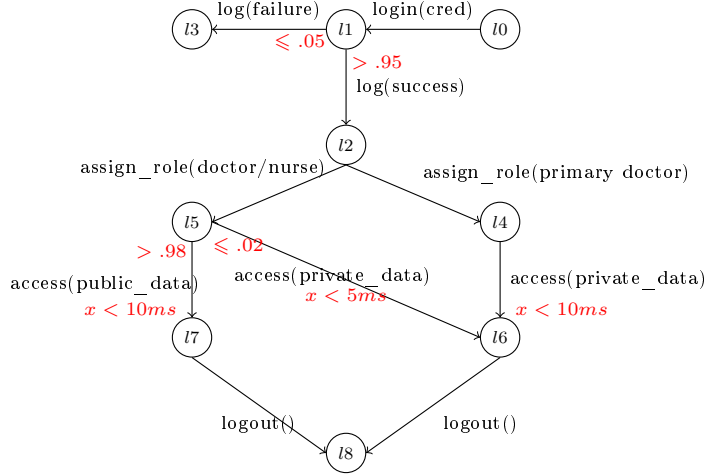 log(failure) login(cred)
l3 l1 l0
⩽ .05
> .95
log(success)
l2
assign_role(doctor/nurse) assign_role(primary doctor)
l5 l4
> .98 ⩽ .02
access(public_data) access(private_data) access(private_data)
x < 10ms x < 5ms x < 10ms
l7 l6
logout() logout()
l8